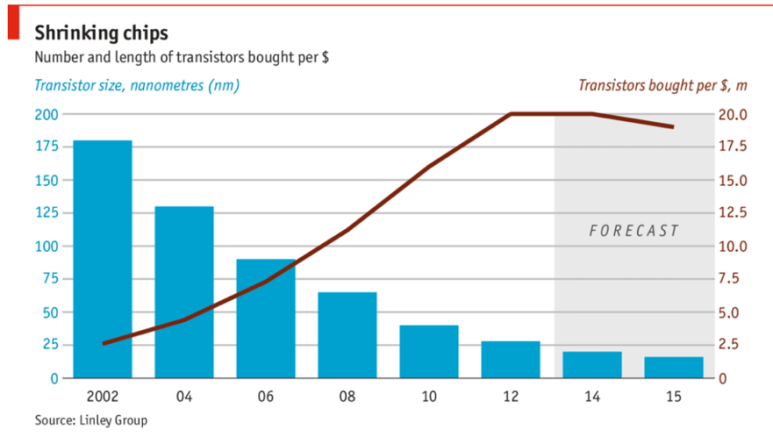 Shrinking chips
Number and length of transistors bought per $
Transistor size, nanometres (nm)
Transistors bought per $, m
200
175
150
125
100
75
50
25
0
20.0
17.5
15.0
12.5
10.0
7.5
5.0
2.5
0
FORECAST
2002 04 06 08 10 12 14 15
Source: Linley Group